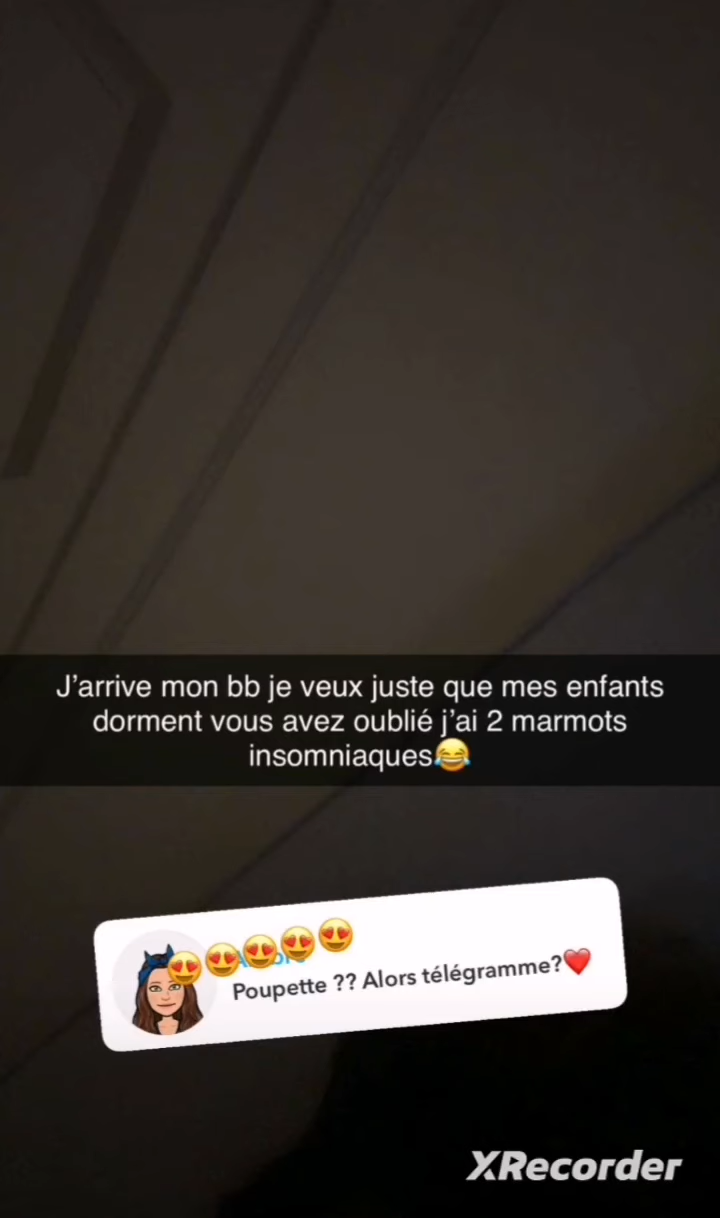 J'arrive mon bb je veux juste que mes enfants
dorment vous avez oublié j'ai 2 marmots
insomniaques😂
Poupette ?? Alors télégramme?❤️
XRecorder